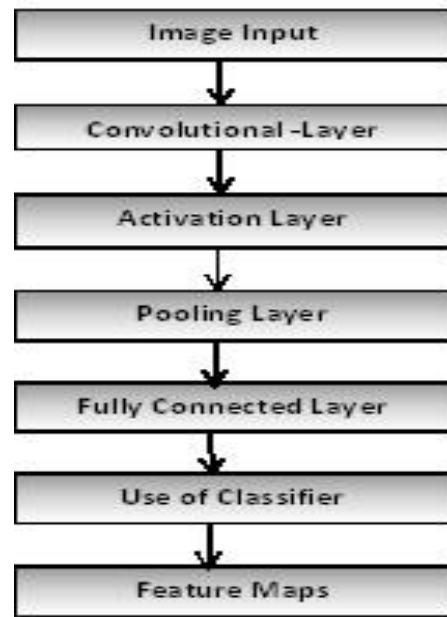 Image Input
Convolutional -Layer
Activation Layer
Pooling Layer
Fully Connected Layer
Use of Classifier
Feature Maps